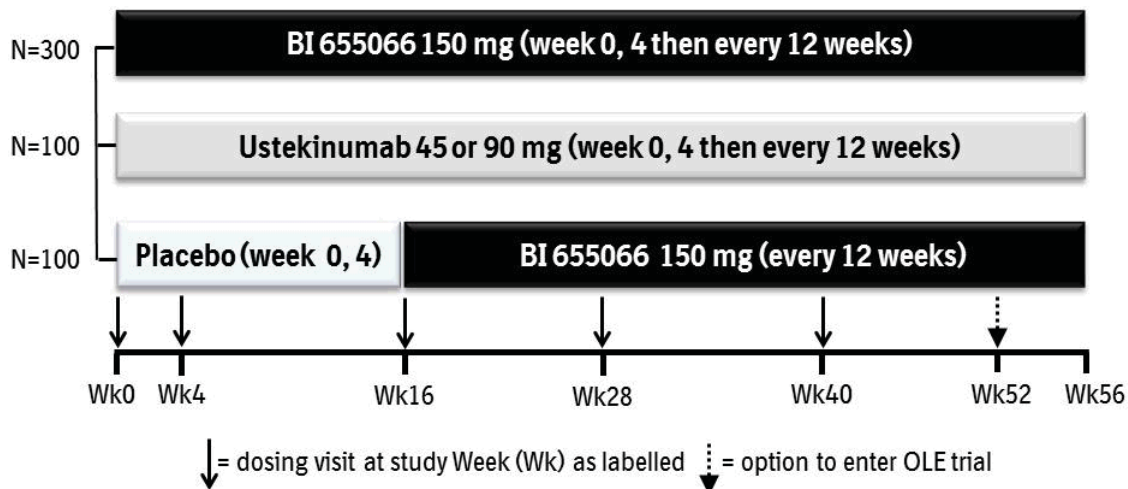 N=300 BI 655066 150 mg (week 0, 4 then every 12 weeks)
N=100 Ustekinumab 45 or 90 mg (week 0, 4 then every 12 weeks)
N=100 Placebo (week 0, 4) BI 655066 150 mg (every 12 weeks)
Wk0 Wk4 Wk16 Wk28 Wk40 Wk52 Wk56
= dosing visit at study Week (Wk) as labelled = option to enter OLE trial